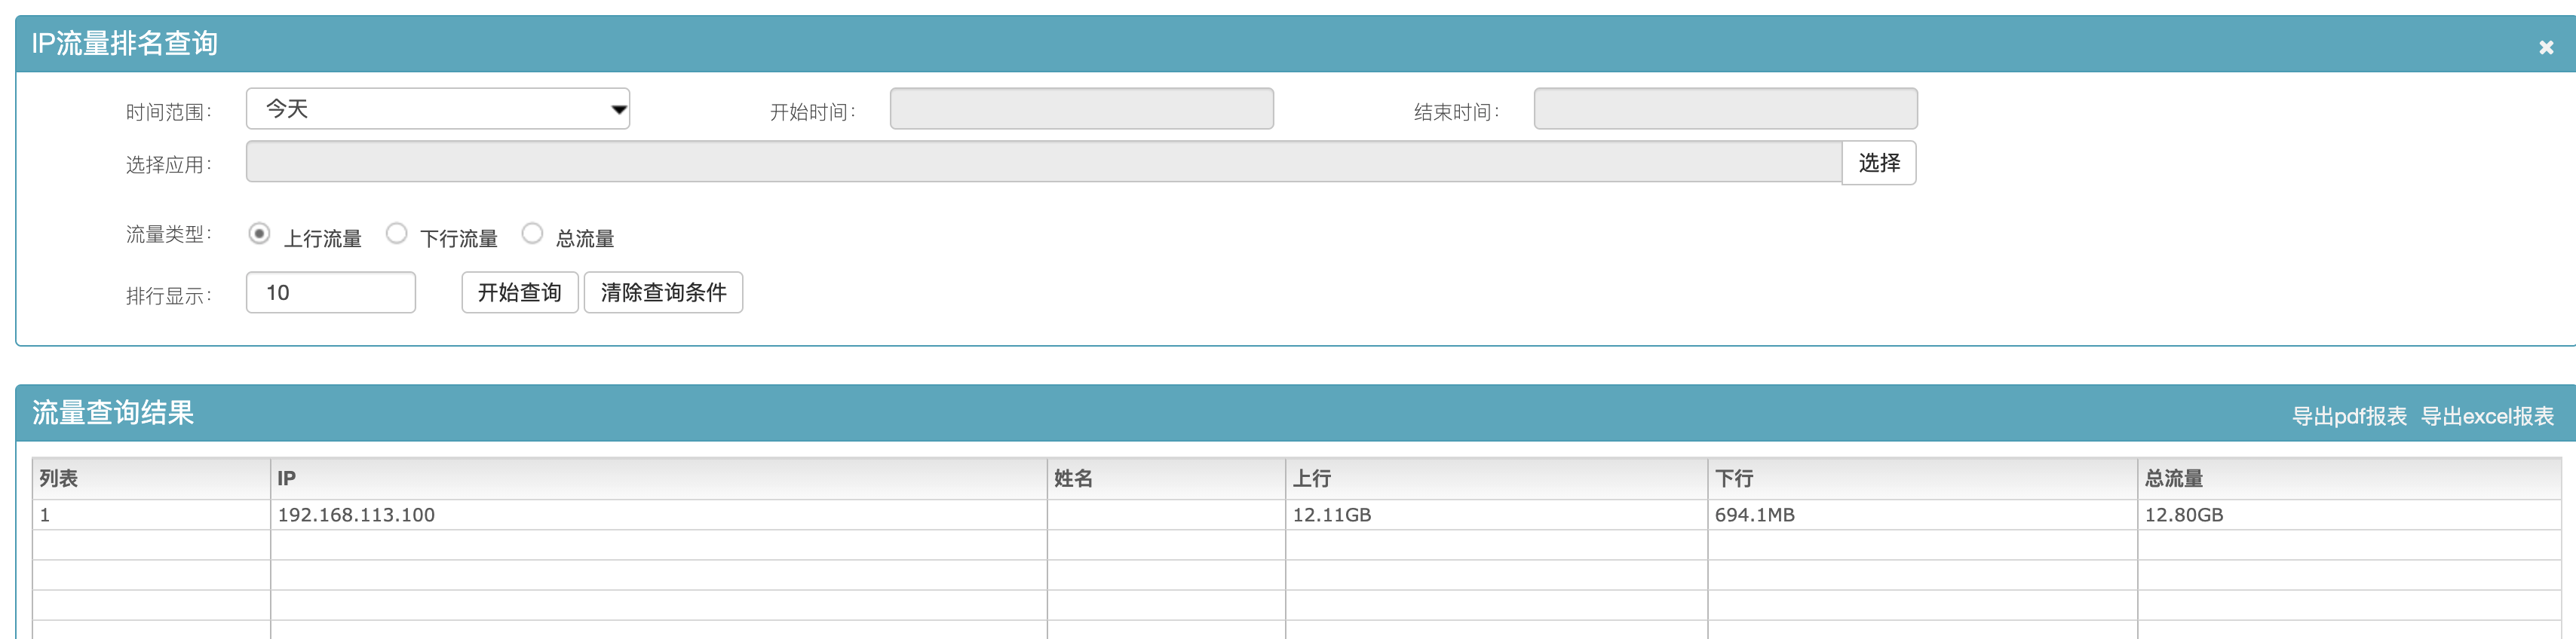 IP流量排名查询
时间范围: 今天 开始时间: 结束时间:
选择应用: 选择
流量类型: 上行流量 下行流量 总流量
排行显示: 10 开始查询 清除查询条件
流量查询结果 导出pdf报表 导出excel报表
列表 IP 姓名 上行 下行 总流量
1 192.168.113.100 12.11GB 694.1MB 12.80GB